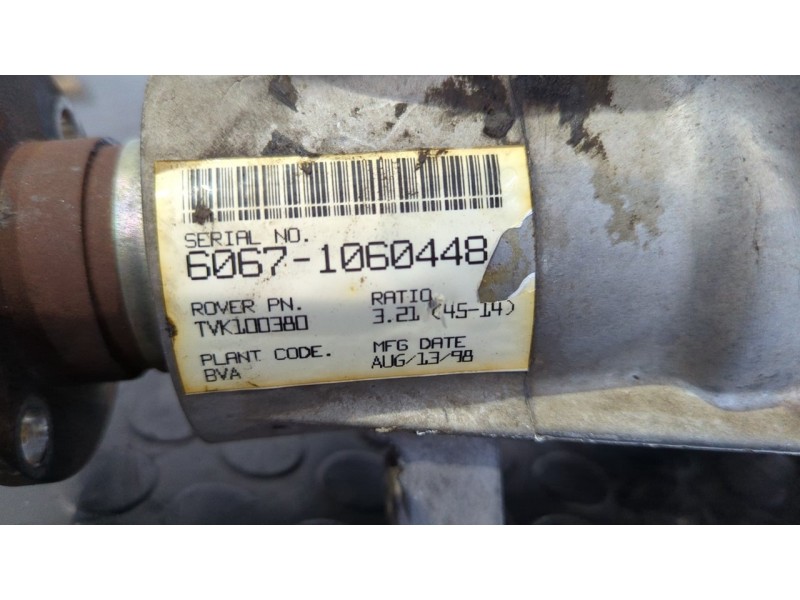 SERIAL NO.
6067-1060448
ROVER PN.
TVK100380
RATIO
3.21 (45-14)
PLANT CODE.
BVA
MFG DATE
AUG/13/98